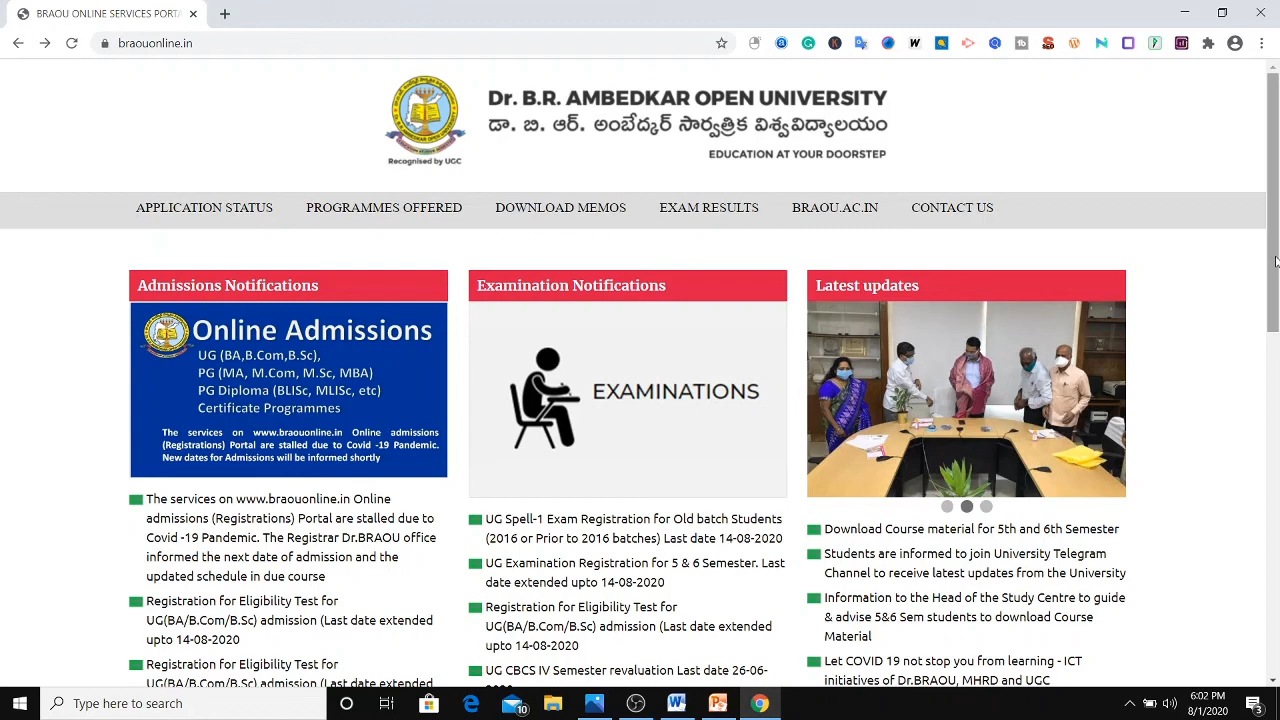 BRAOU ONLINE SERVICES PORTA
braouonline.in
Dr. B.R. AMBEDKAR OPEN UNIVERSITY
డా. బి. ఆర్. అంబేద్కర్ సార్వత్రిక విశ్వవిద్యాలయం
Recognised by UGC
EDUCATION AT YOUR DOORSTEP
APPLICATION STATUS PROGRAMMES OFFERED DOWNLOAD MEMOS EXAM RESULTS BRAOU.AC.IN CONTACT US
Admissions Notifications
Online Admissions
UG (BA,B.Com,B.Sc),
PG (MA, M.Com, M.Sc, MBA)
PG Diploma (BLISc, MLISc, etc)
Certificate Programmes
The services on www.braouonline.in Online admissions
(Registrations) Portal are stalled due to Covid -19 Pandemic.
New dates for Admissions will be informed shortly
The services on www.braouonline.in Online
admissions (Registrations) Portal are stalled due to
Covid -19 Pandemic. The Registrar Dr.BRAOU office
informed the next date of admission and the
updated schedule in due course
Registration for Eligibility Test for
UG(BA/B.Com/B.Sc) admission (Last date extended
upto 14-08-2020
Registration for Eligibility Test for
UG(BA/B.Com/B.Sc) admission (Last date extended
Examination Notifications
EXAMINATIONS
UG Spell-1 Exam Registration for Old batch Students
(2016 or Prior to 2016 batches) Last date 14-08-2020
UG Examination Registration for 5 & 6 Semester. Last
date extended upto 14-08-2020
Registration for Eligibility Test for
UG(BA/B.Com/B.Sc) admission (Last date extended
upto 14-08-2020
UG CBCS IV Semester revaluation Last date 26-06-
Latest updates
Download Course material for 5th and 6th Semester
Students are informed to join University Telegram
Channel to receive latest updates from the University
Information to the Head of the Study Centre to guide
& advise 5&6 Sem students to download Course
Material
Let COVID 19 not stop you from learning - ICT
initiatives of Dr.BRAOU, MHRD and UGC
Type here to search
10
6:02 PM
8/1/2020
3